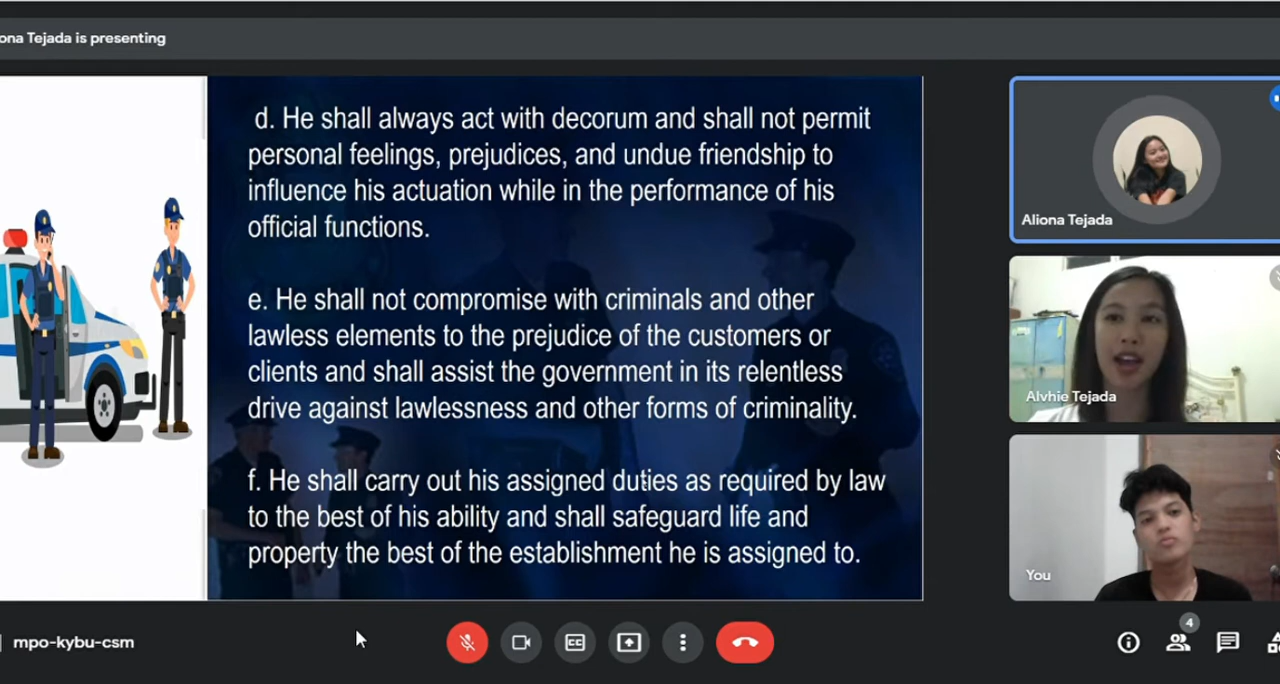 ona Tejada is presenting
d. He shall always act with decorum and shall not permit
personal feelings, prejudices, and undue friendship to
influence his actuation while in the performance of his
official functions.
e. He shall not compromise with criminals and other
lawless elements to the prejudice of the customers or
clients and shall assist the government in its relentless
drive against lawlessness and other forms of criminality.
f. He shall carry out his assigned duties as required by law
to the best of his ability and shall safeguard life and
property the best of the establishment he is assigned to.
Aliona Tejada
Alvhie Tejada
You
mpo-kybu-csm
CC
4